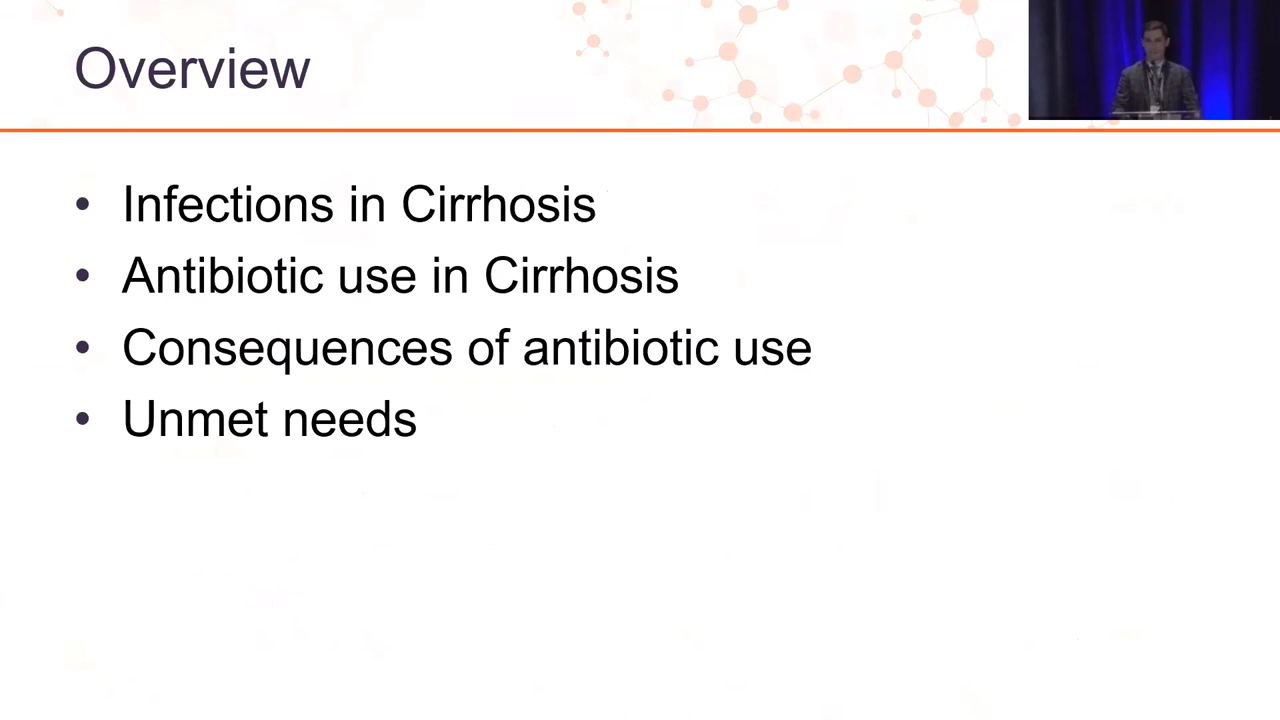 Overview
• Infections in Cirrhosis
• Antibiotic use in Cirrhosis
• Consequences of antibiotic use
• Unmet needs